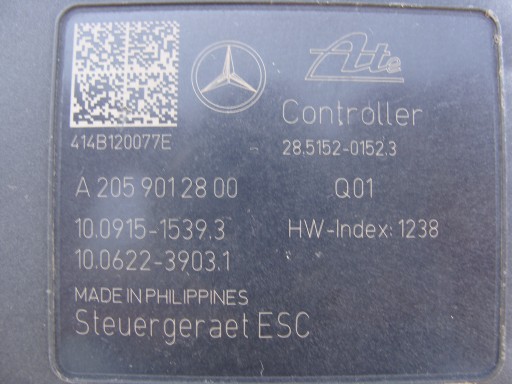 Ate
Controller
414B120077E
28.5152-0152.3
A 205 901 28 00
Q01
10.0915-1539.3
HW-Index: 1238
10.0622-3903.1
MADE IN PHILIPPINES
Steuergeraet ESC